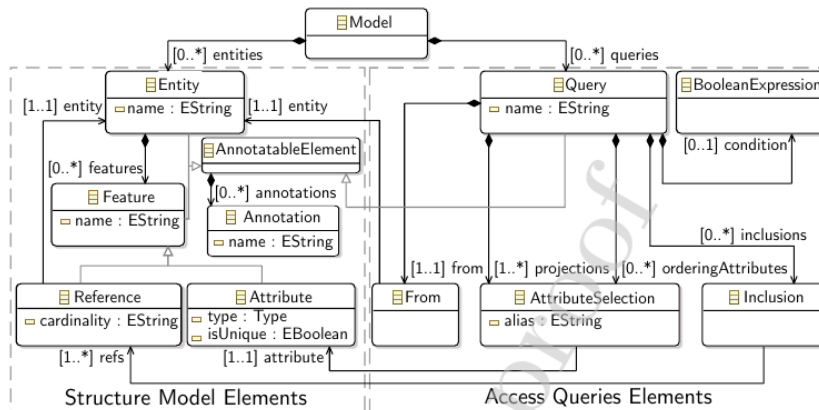 Model
[0..*] entities
[0..*] queries
Entity
name : EString
Query
name : EString
BooleanExpression
[1..1] entity
[1..1] entity
[0..1] condition
AnnotatableElement
[0..*] features
[0..*] annotations
Feature
name : EString
Annotation
name : EString
[0..*] inclusions
[1..1] from
[1..*] projections
[0..*] orderingAttributes
Reference
cardinality : EString
Attribute
type : Type
isUnique : EBoolean
From
AttributeSelection
alias : EString
Inclusion
[1..*] refs
[1..1] attribute
Structure Model Elements
Access Queries Elements
proof